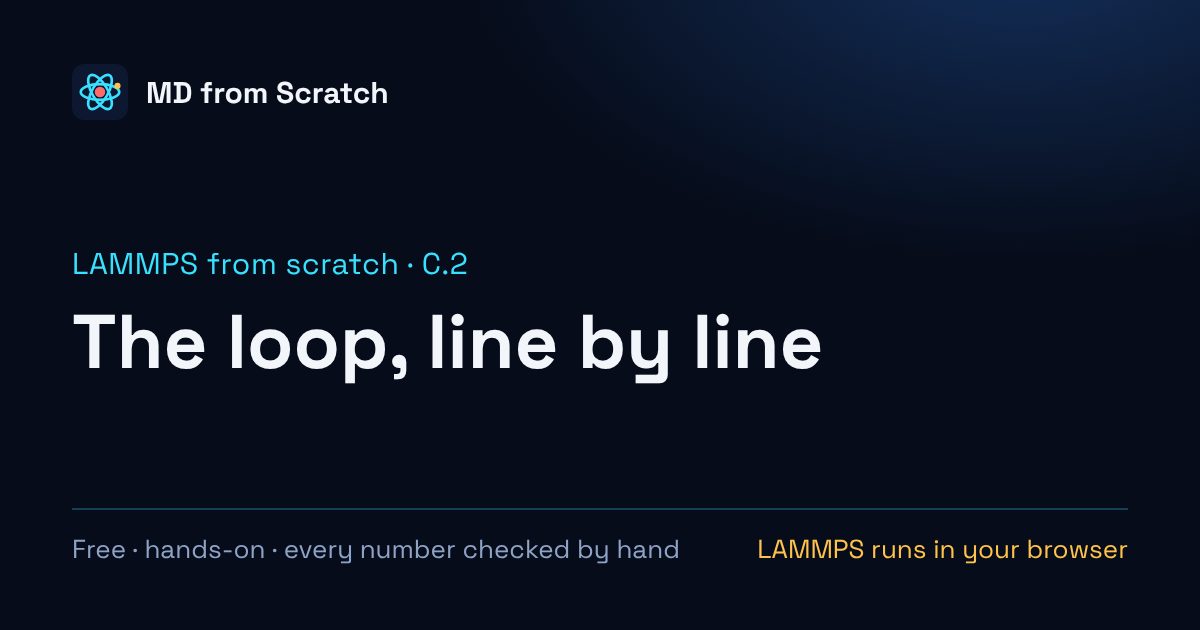 MD from Scratch
LAMMPS from scratch · C.2
The loop, line by line
Free · hands-on · every number checked by hand
LAMMPS runs in your browser